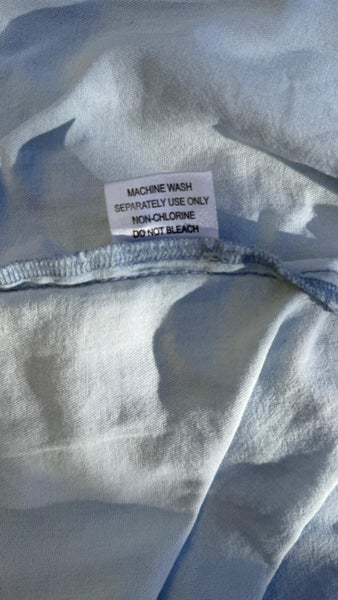 MACHINE WASH
SEPARATELY USE ONLY
NON-CHLORINE
DO NOT BLEACH